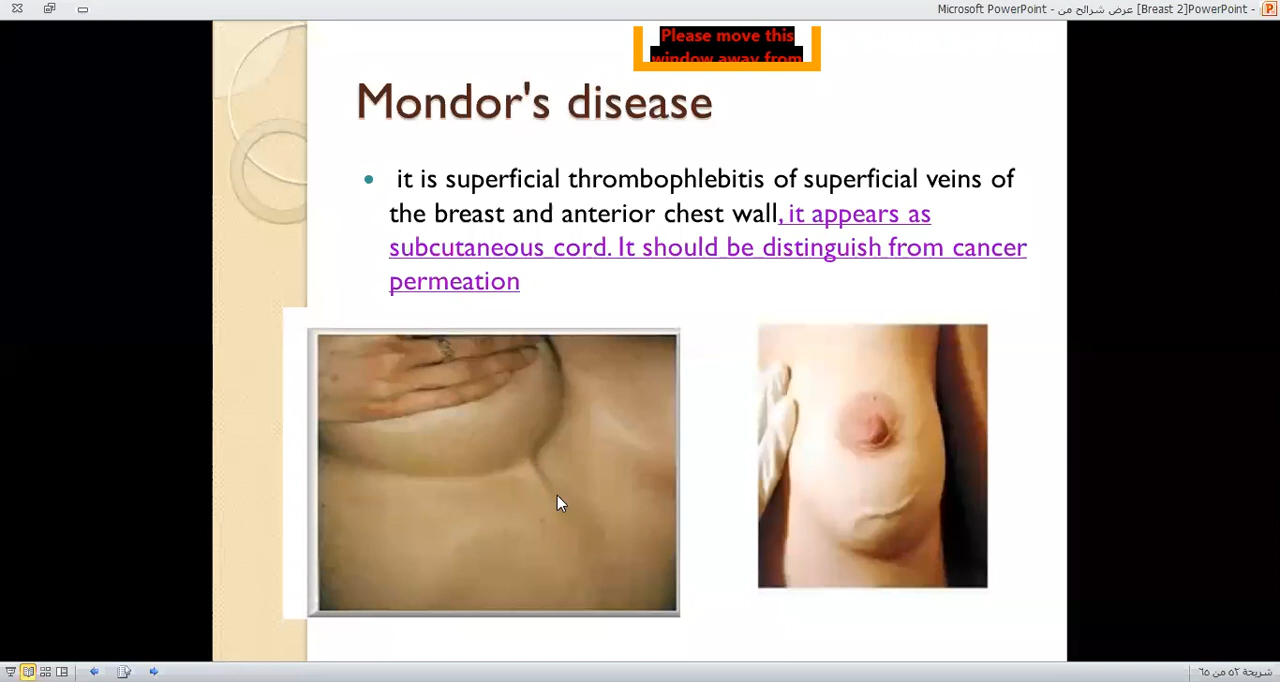 Microsoft PowerPoint - عرض شرائح من PowerPoint[Breast 2] -
Please move this
window away from
Mondor's disease
it is superficial thrombophlebitis of superficial veins of
the breast and anterior chest wall, it appears as
subcutaneous cord. It should be distinguish from cancer
permeation
شريحة ٥٢ من ٦٥